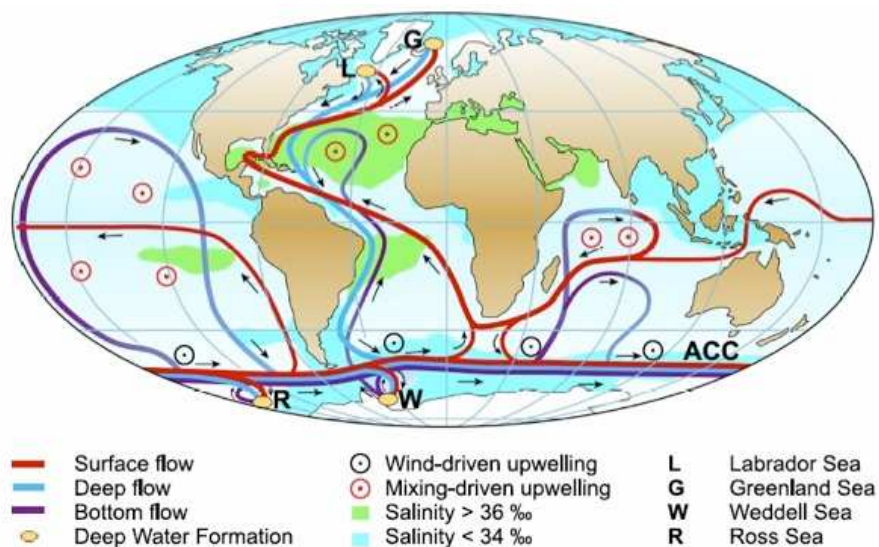 G
L
ACC
R
W
Surface flow
Deep flow
Bottom flow
Deep Water Formation
Wind-driven upwelling
Mixing-driven upwelling
Salinity > 36 ‰
Salinity < 34 ‰
L Labrador Sea
G Greenland Sea
W Weddell Sea
R Ross Sea